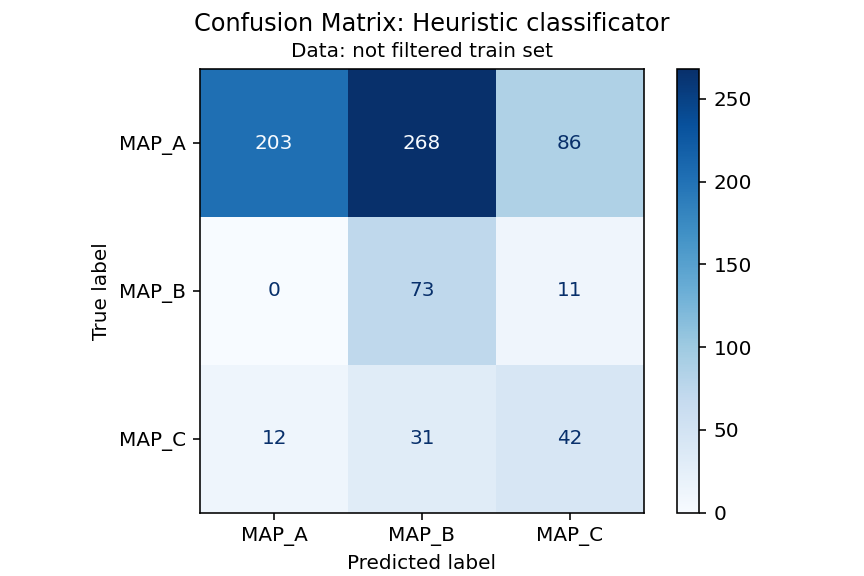 Confusion Matrix: Heuristic classificator
Data: not filtered train set
MAP_A 203 268 86
MAP_B 0 73 11
MAP_C 12 31 42
MAP_A MAP_B MAP_C
Predicted label
True label
250
200
150
100
50
0